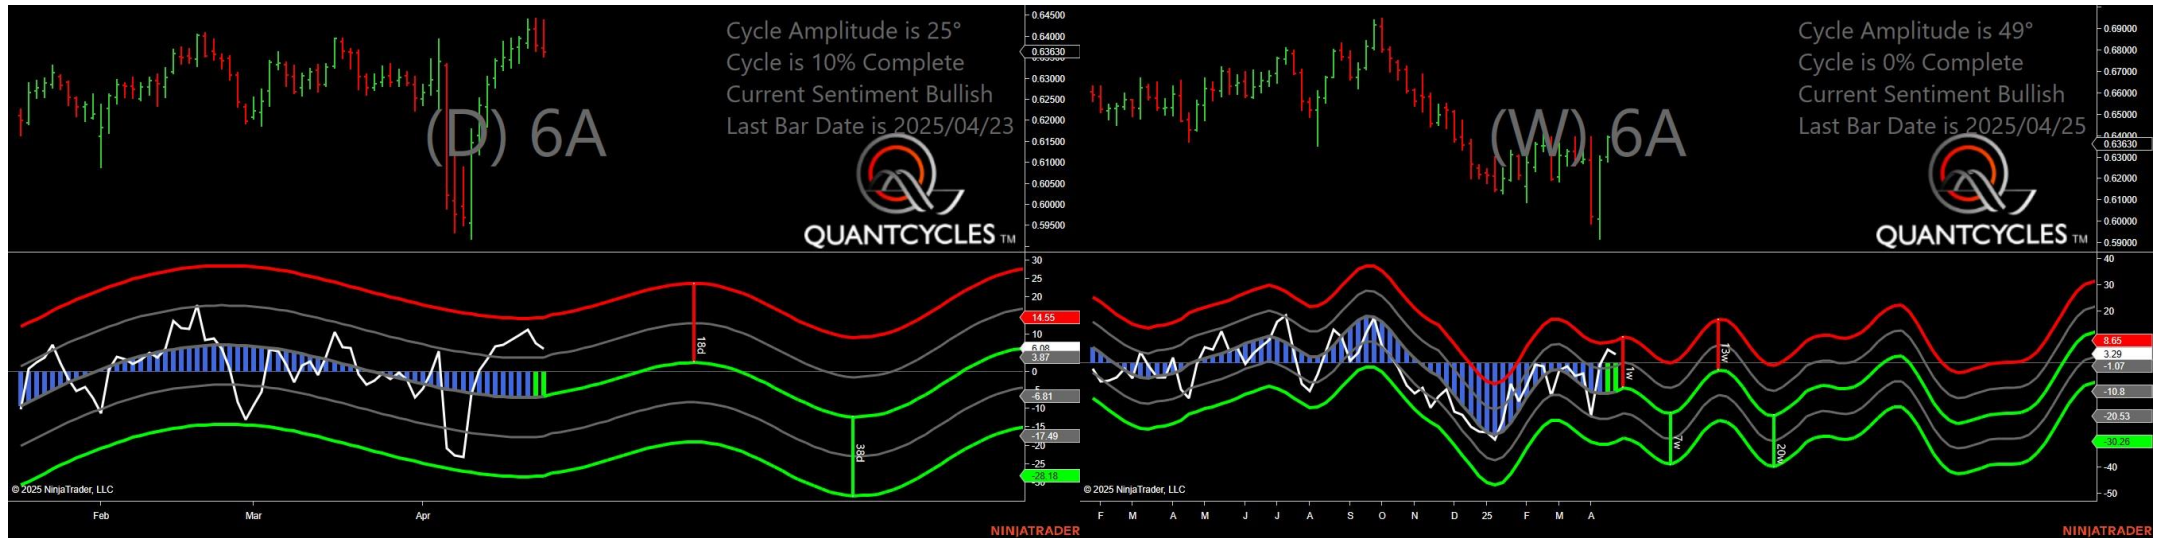 Cycle Amplitude is 25°
Cycle is 10% Complete
Current Sentiment Bullish
Last Bar Date is 2025/04/23
(D) 6A
QUANTCYCLES TM
0.64500
0.64000
0.63630
0.63000
0.62500
0.62000
0.61500
0.61000
0.60500
0.60000
0.59500
30
25
20
14.55
10
6.08
3.87
0
-5
-6.81
-10
-15
-17.49
-20
-25
-28.18
18d
38d
© 2025 NinjaTrader, LLC
Feb Mar Apr
NINJATRADER
Cycle Amplitude is 49°
Cycle is 0% Complete
Current Sentiment Bullish
Last Bar Date is 2025/04/25
(W) 6A
QUANTCYCLES TM
0.69000
0.68000
0.67000
0.66000
0.65000
0.64000
0.63630
0.63000
0.62000
0.61000
0.60000
0.59000
40
30
20
8.65
3.29
-1.07
-10.8
-20.53
-30.26
-40
-50
1w
13w
7w
20w
© 2025 NinjaTrader, LLC
F M A M J J A S O N D 25 F M A
NINJATRADER